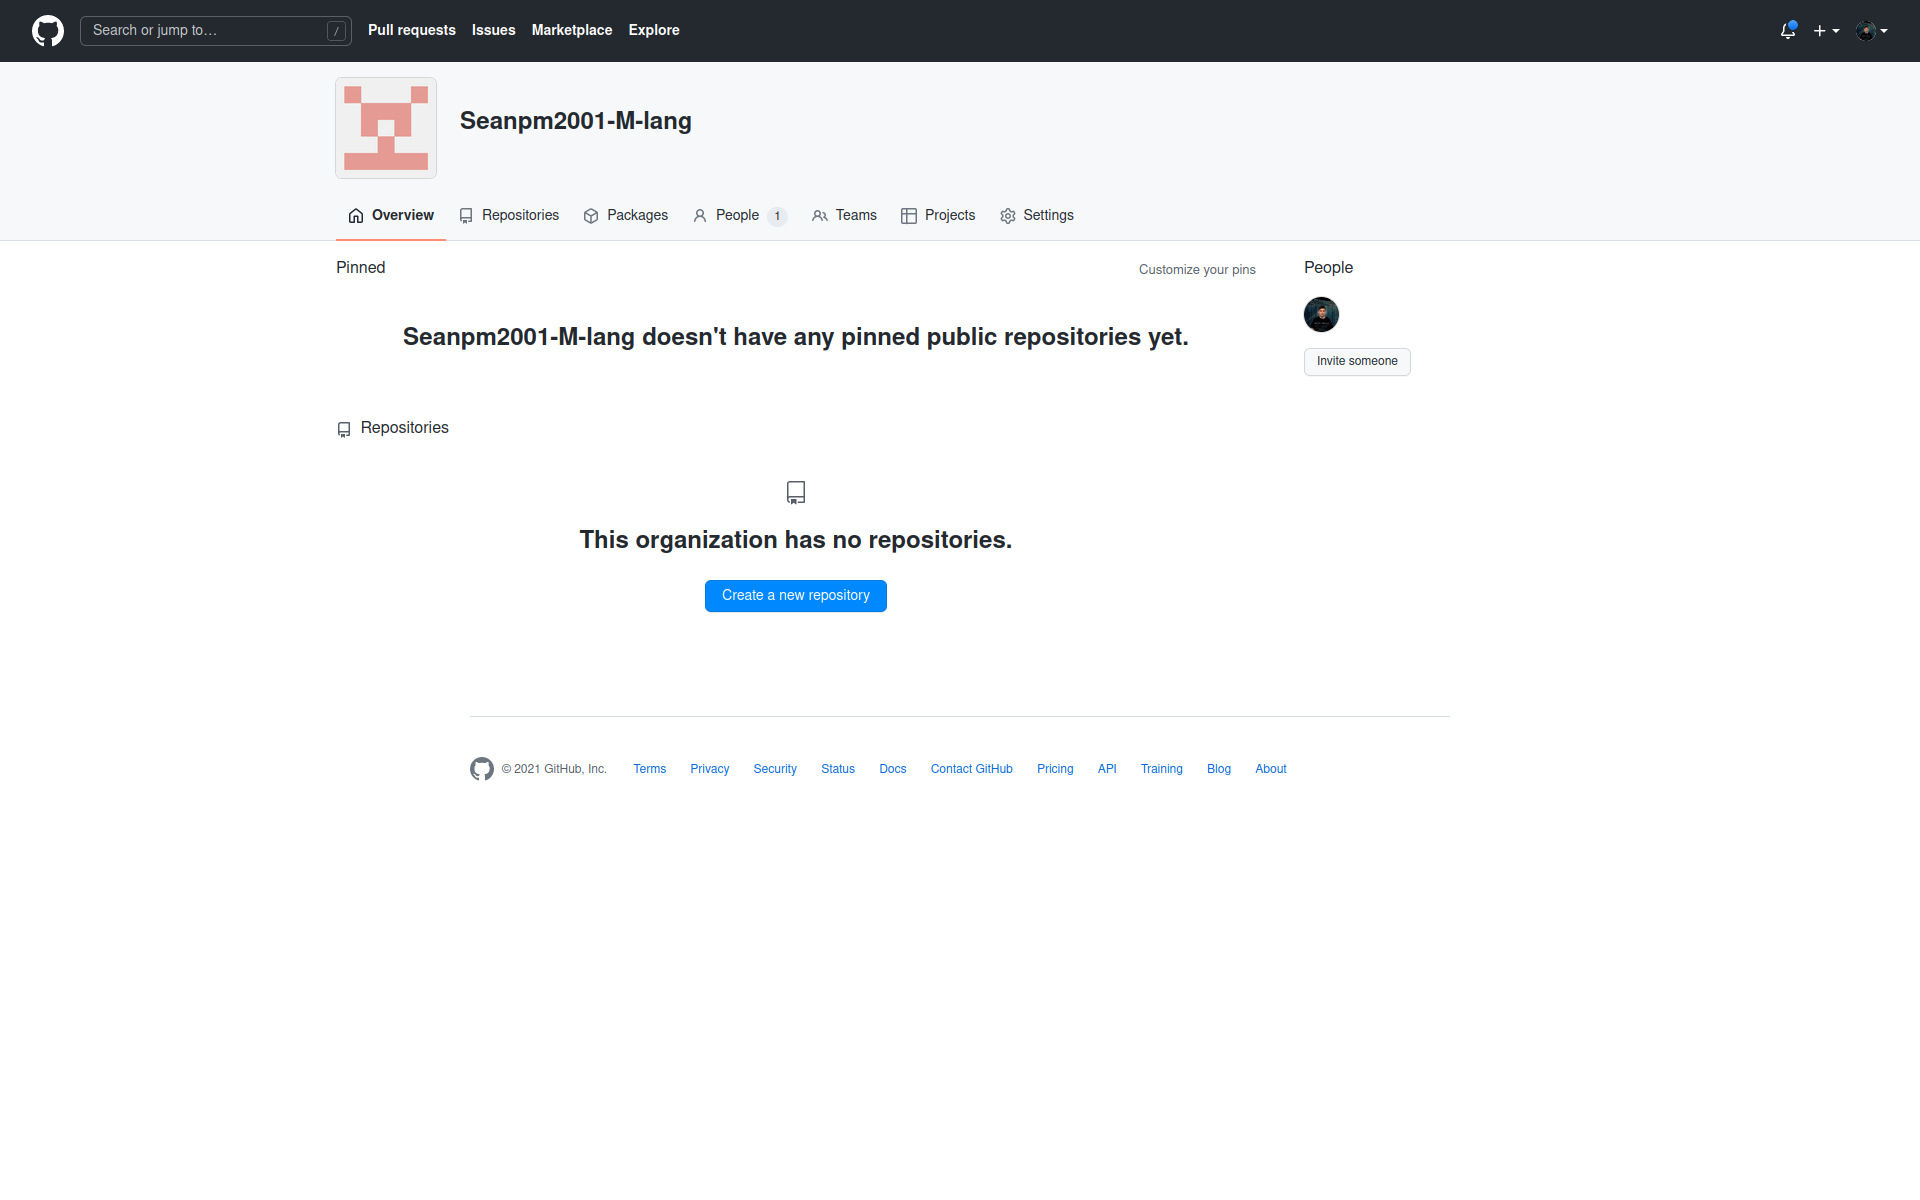 Search or jump to… /
Pull requests Issues Marketplace Explore
Seanpm2001-M-lang
Overview Repositories Packages People 1 Teams Projects Settings
Pinned
Customize your pins
People
Seanpm2001-M-lang doesn't have any pinned public repositories yet.
Invite someone
Repositories
This organization has no repositories.
Create a new repository
© 2021 GitHub, Inc. Terms Privacy Security Status Docs Contact GitHub Pricing API Training Blog About